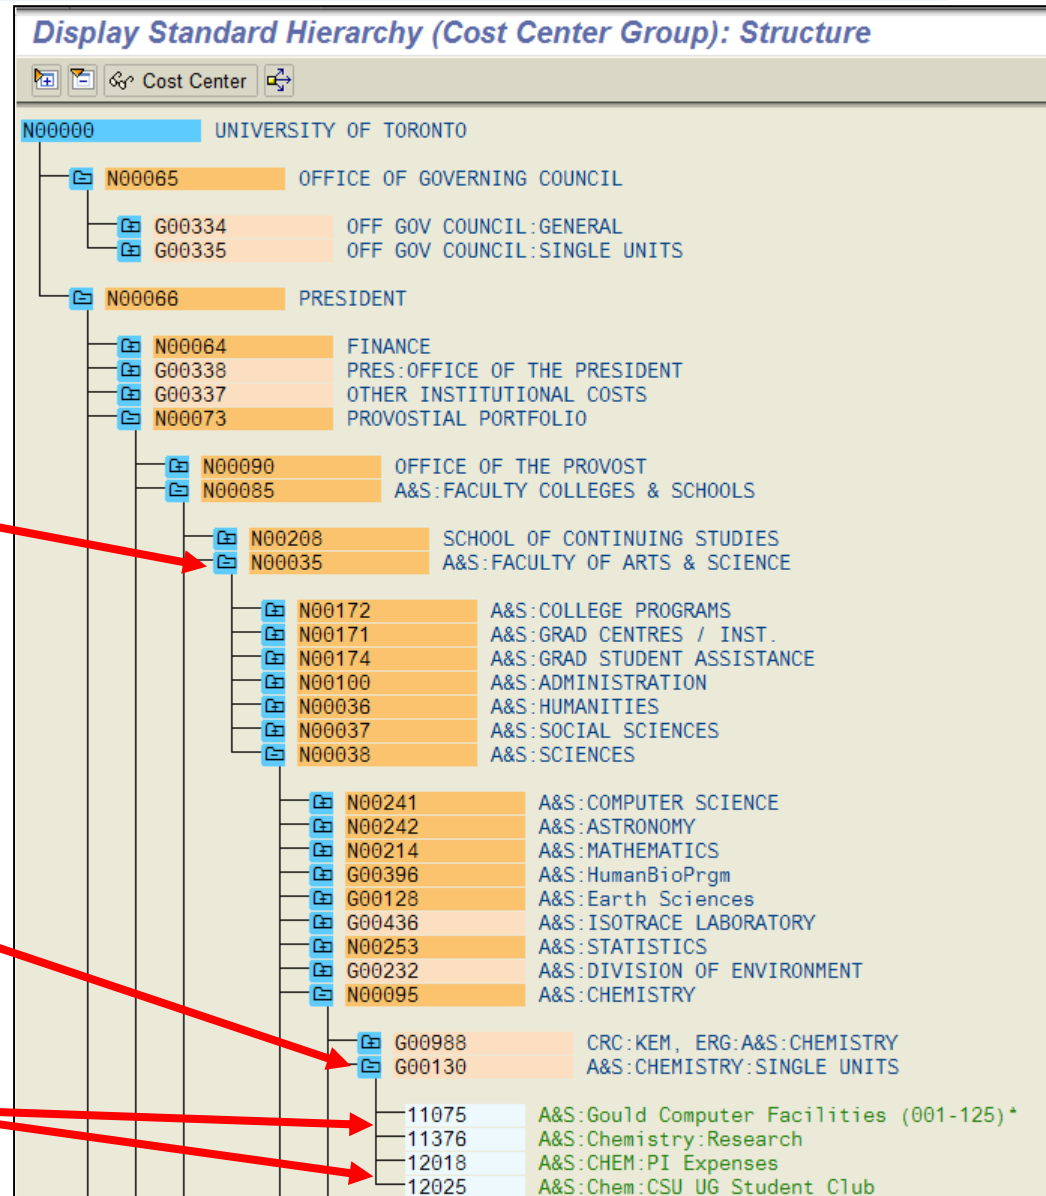 Display Standard Hierarchy (Cost Center Group): Structure
Cost Center
N00000 UNIVERSITY OF TORONTO
N00065 OFFICE OF GOVERNING COUNCIL
G00334 OFF GOV COUNCIL:GENERAL
G00335 OFF GOV COUNCIL:SINGLE UNITS
N00066 PRESIDENT
N00064 FINANCE
G00338 PRES:OFFICE OF THE PRESIDENT
G00337 OTHER INSTITUTIONAL COSTS
N00073 PROVOSTIAL PORTFOLIO
N00090 OFFICE OF THE PROVOST
N00085 A&S:FACULTY COLLEGES & SCHOOLS
N00208 SCHOOL OF CONTINUING STUDIES
N00035 A&S:FACULTY OF ARTS & SCIENCE
N00172 A&S:COLLEGE PROGRAMS
N00171 A&S:GRAD CENTRES / INST.
N00174 A&S:GRAD STUDENT ASSISTANCE
N00100 A&S:ADMINISTRATION
N00036 A&S:HUMANITIES
N00037 A&S:SOCIAL SCIENCES
N00038 A&S:SCIENCES
N00241 A&S:COMPUTER SCIENCE
N00242 A&S:ASTRONOMY
N00214 A&S:MATHEMATICS
G00396 A&S:HumanBioPrgm
G00128 A&S:Earth Sciences
G00436 A&S:ISOTRACE LABORATORY
N00253 A&S:STATISTICS
G00232 A&S:DIVISION OF ENVIRONMENT
N00095 A&S:CHEMISTRY
G00988 CRC:KEM, ERG:A&S:CHEMISTRY
G00130 A&S:CHEMISTRY:SINGLE UNITS
11075 A&S:Gould Computer Facilities (001-125)*
11376 A&S:Chemistry:Research
12018 A&S:CHEM:PI Expenses
12025 A&S:Chem:CSU UG Student Club